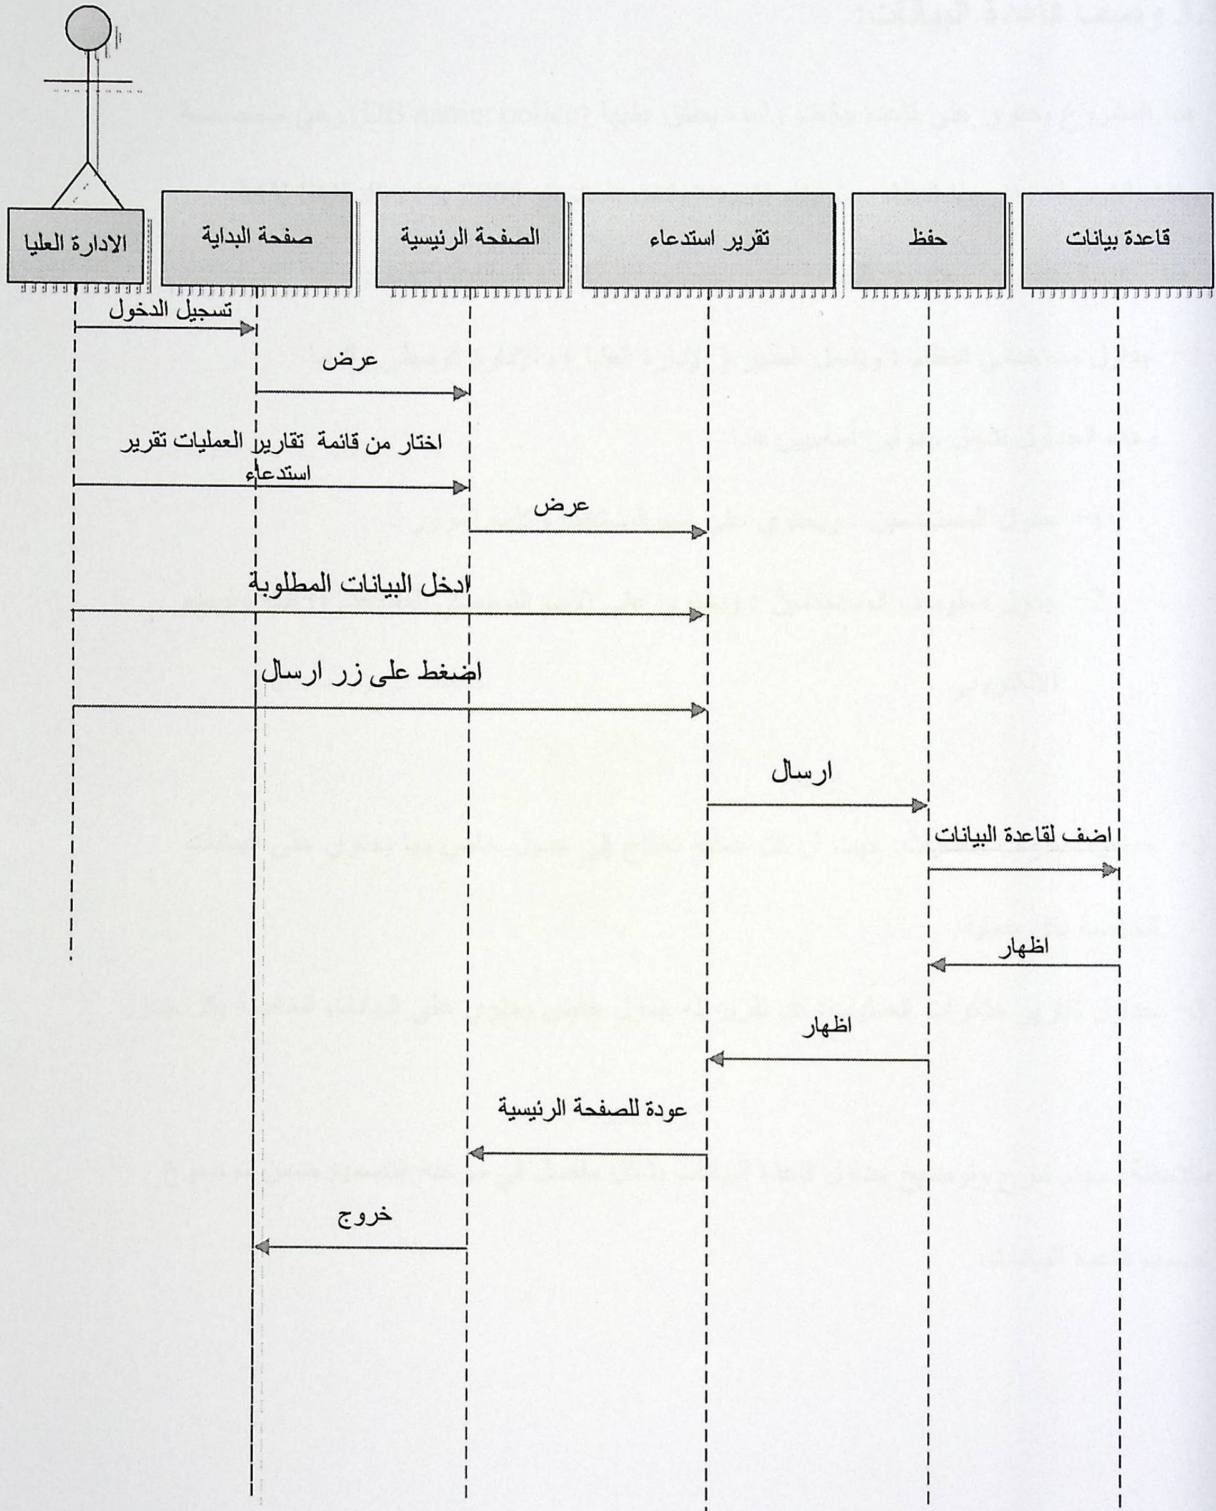 الادارة العليا
صفحة البداية
الصفحة الرئيسية
تقرير استدعاء
حفظ
قاعدة بيانات
تسجيل الدخول
عرض
اختار من قائمة تقارير العمليات تقرير
استدعاء
عرض
ادخل البيانات المطلوبة
اضغط على زر ارسال
ارسال
اضف لقاعدة البيانات
اظهار
اظهار
عودة للصفحة الرئيسية
خروج